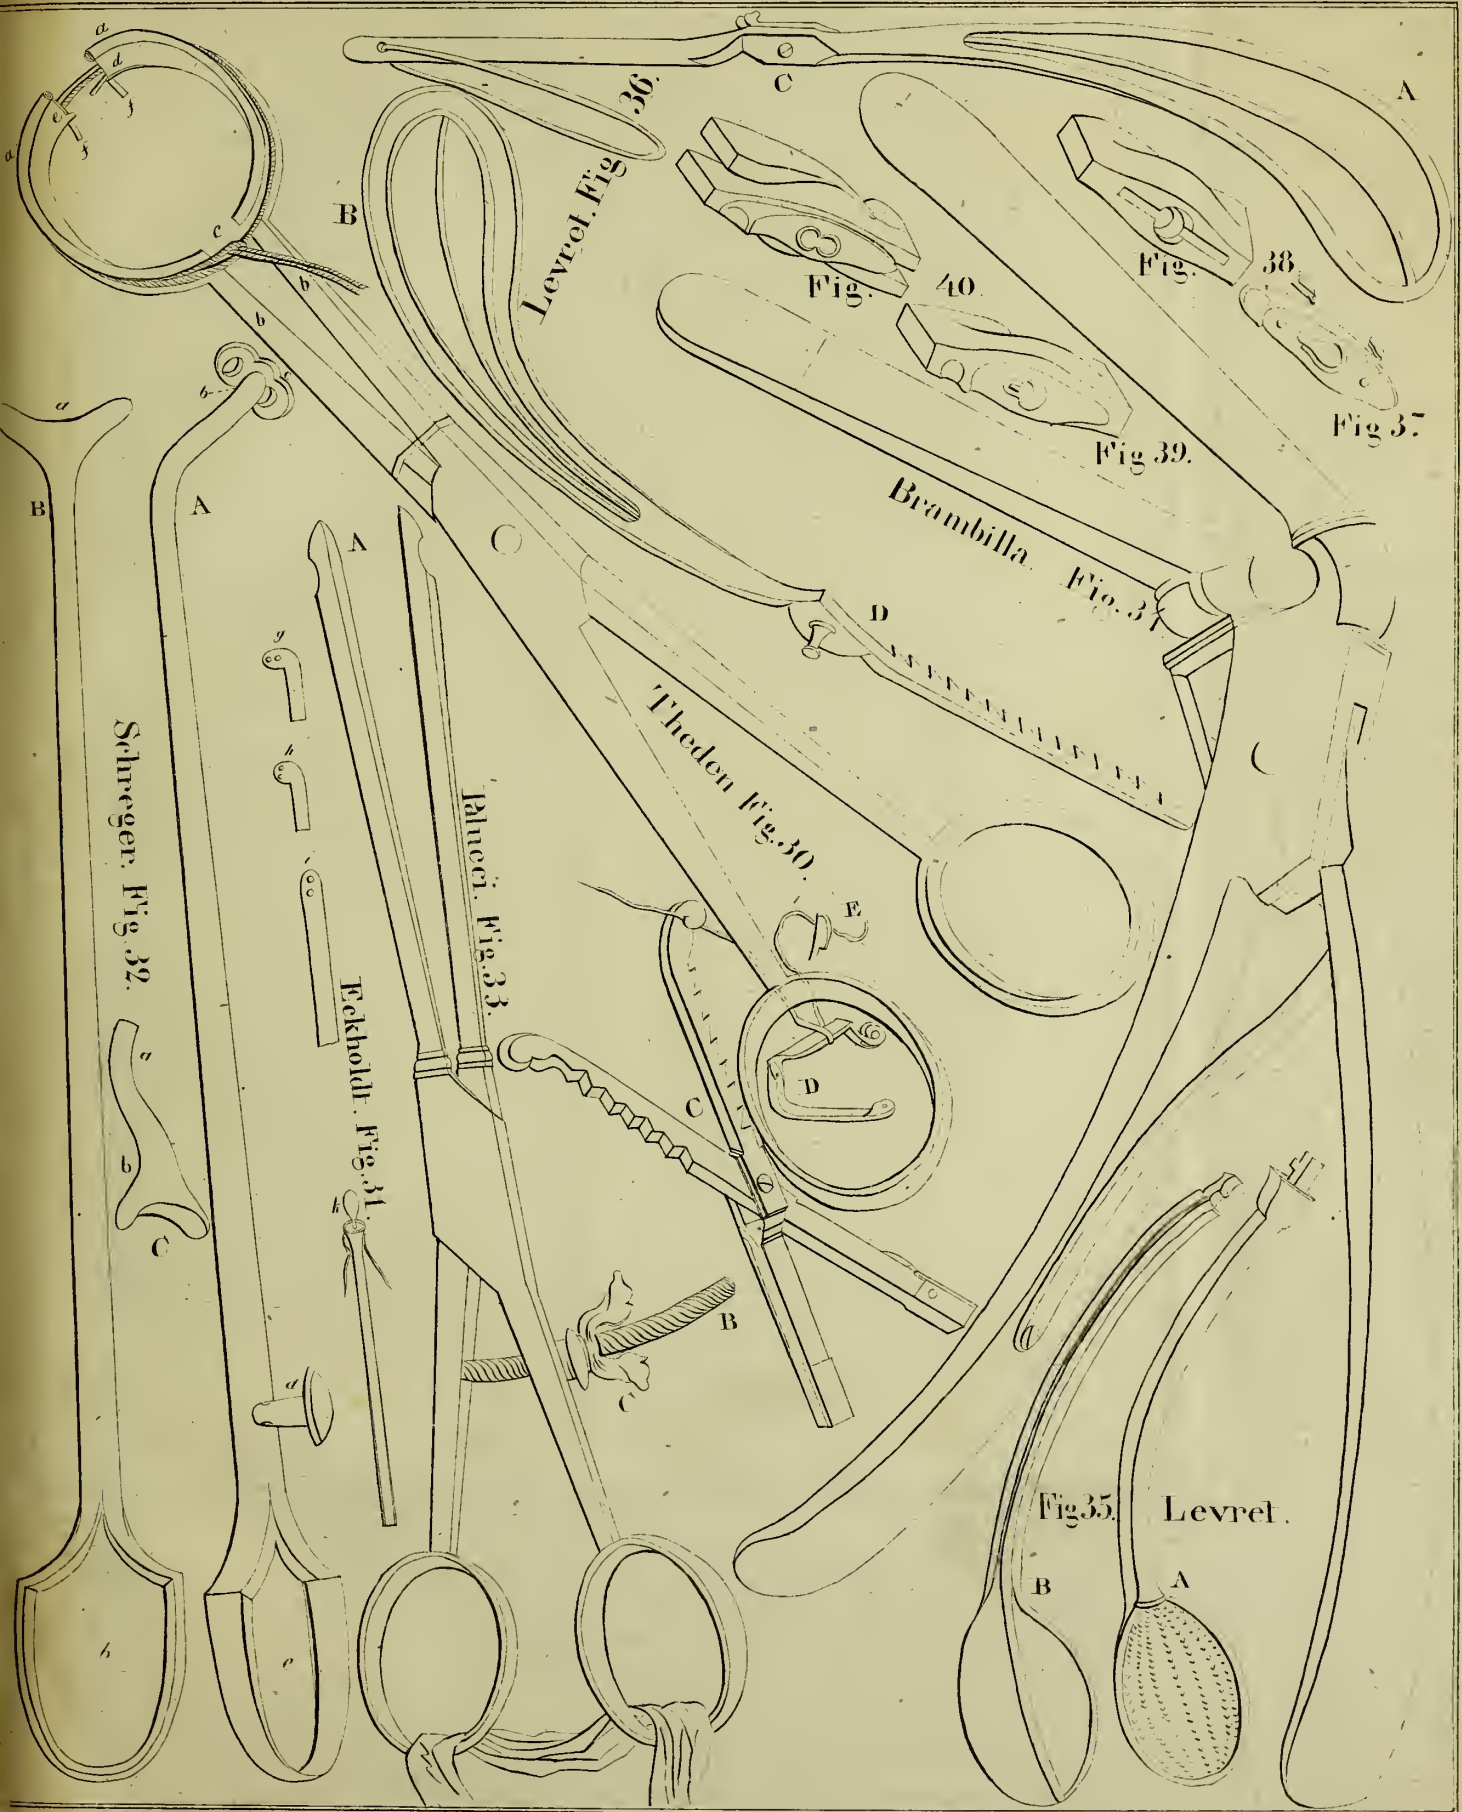 a
d
f
e
f
a
c
b
b
C
A
B
Levret. Fig 36.
Fig. 40
Fig. 38
Fig 39.
Fig 37
Brambilla. Fig. 34
a
b
c
B
A
A
g
h
i
D
C
Schreger. Fig. 32.
Palucci. Fig. 33.
Theden Fig. 30.
E
Eckholdt. Fig. 31.
a
b
C
C
D
k
B
C
d
Fig 35. Levret.
B
A
b
e